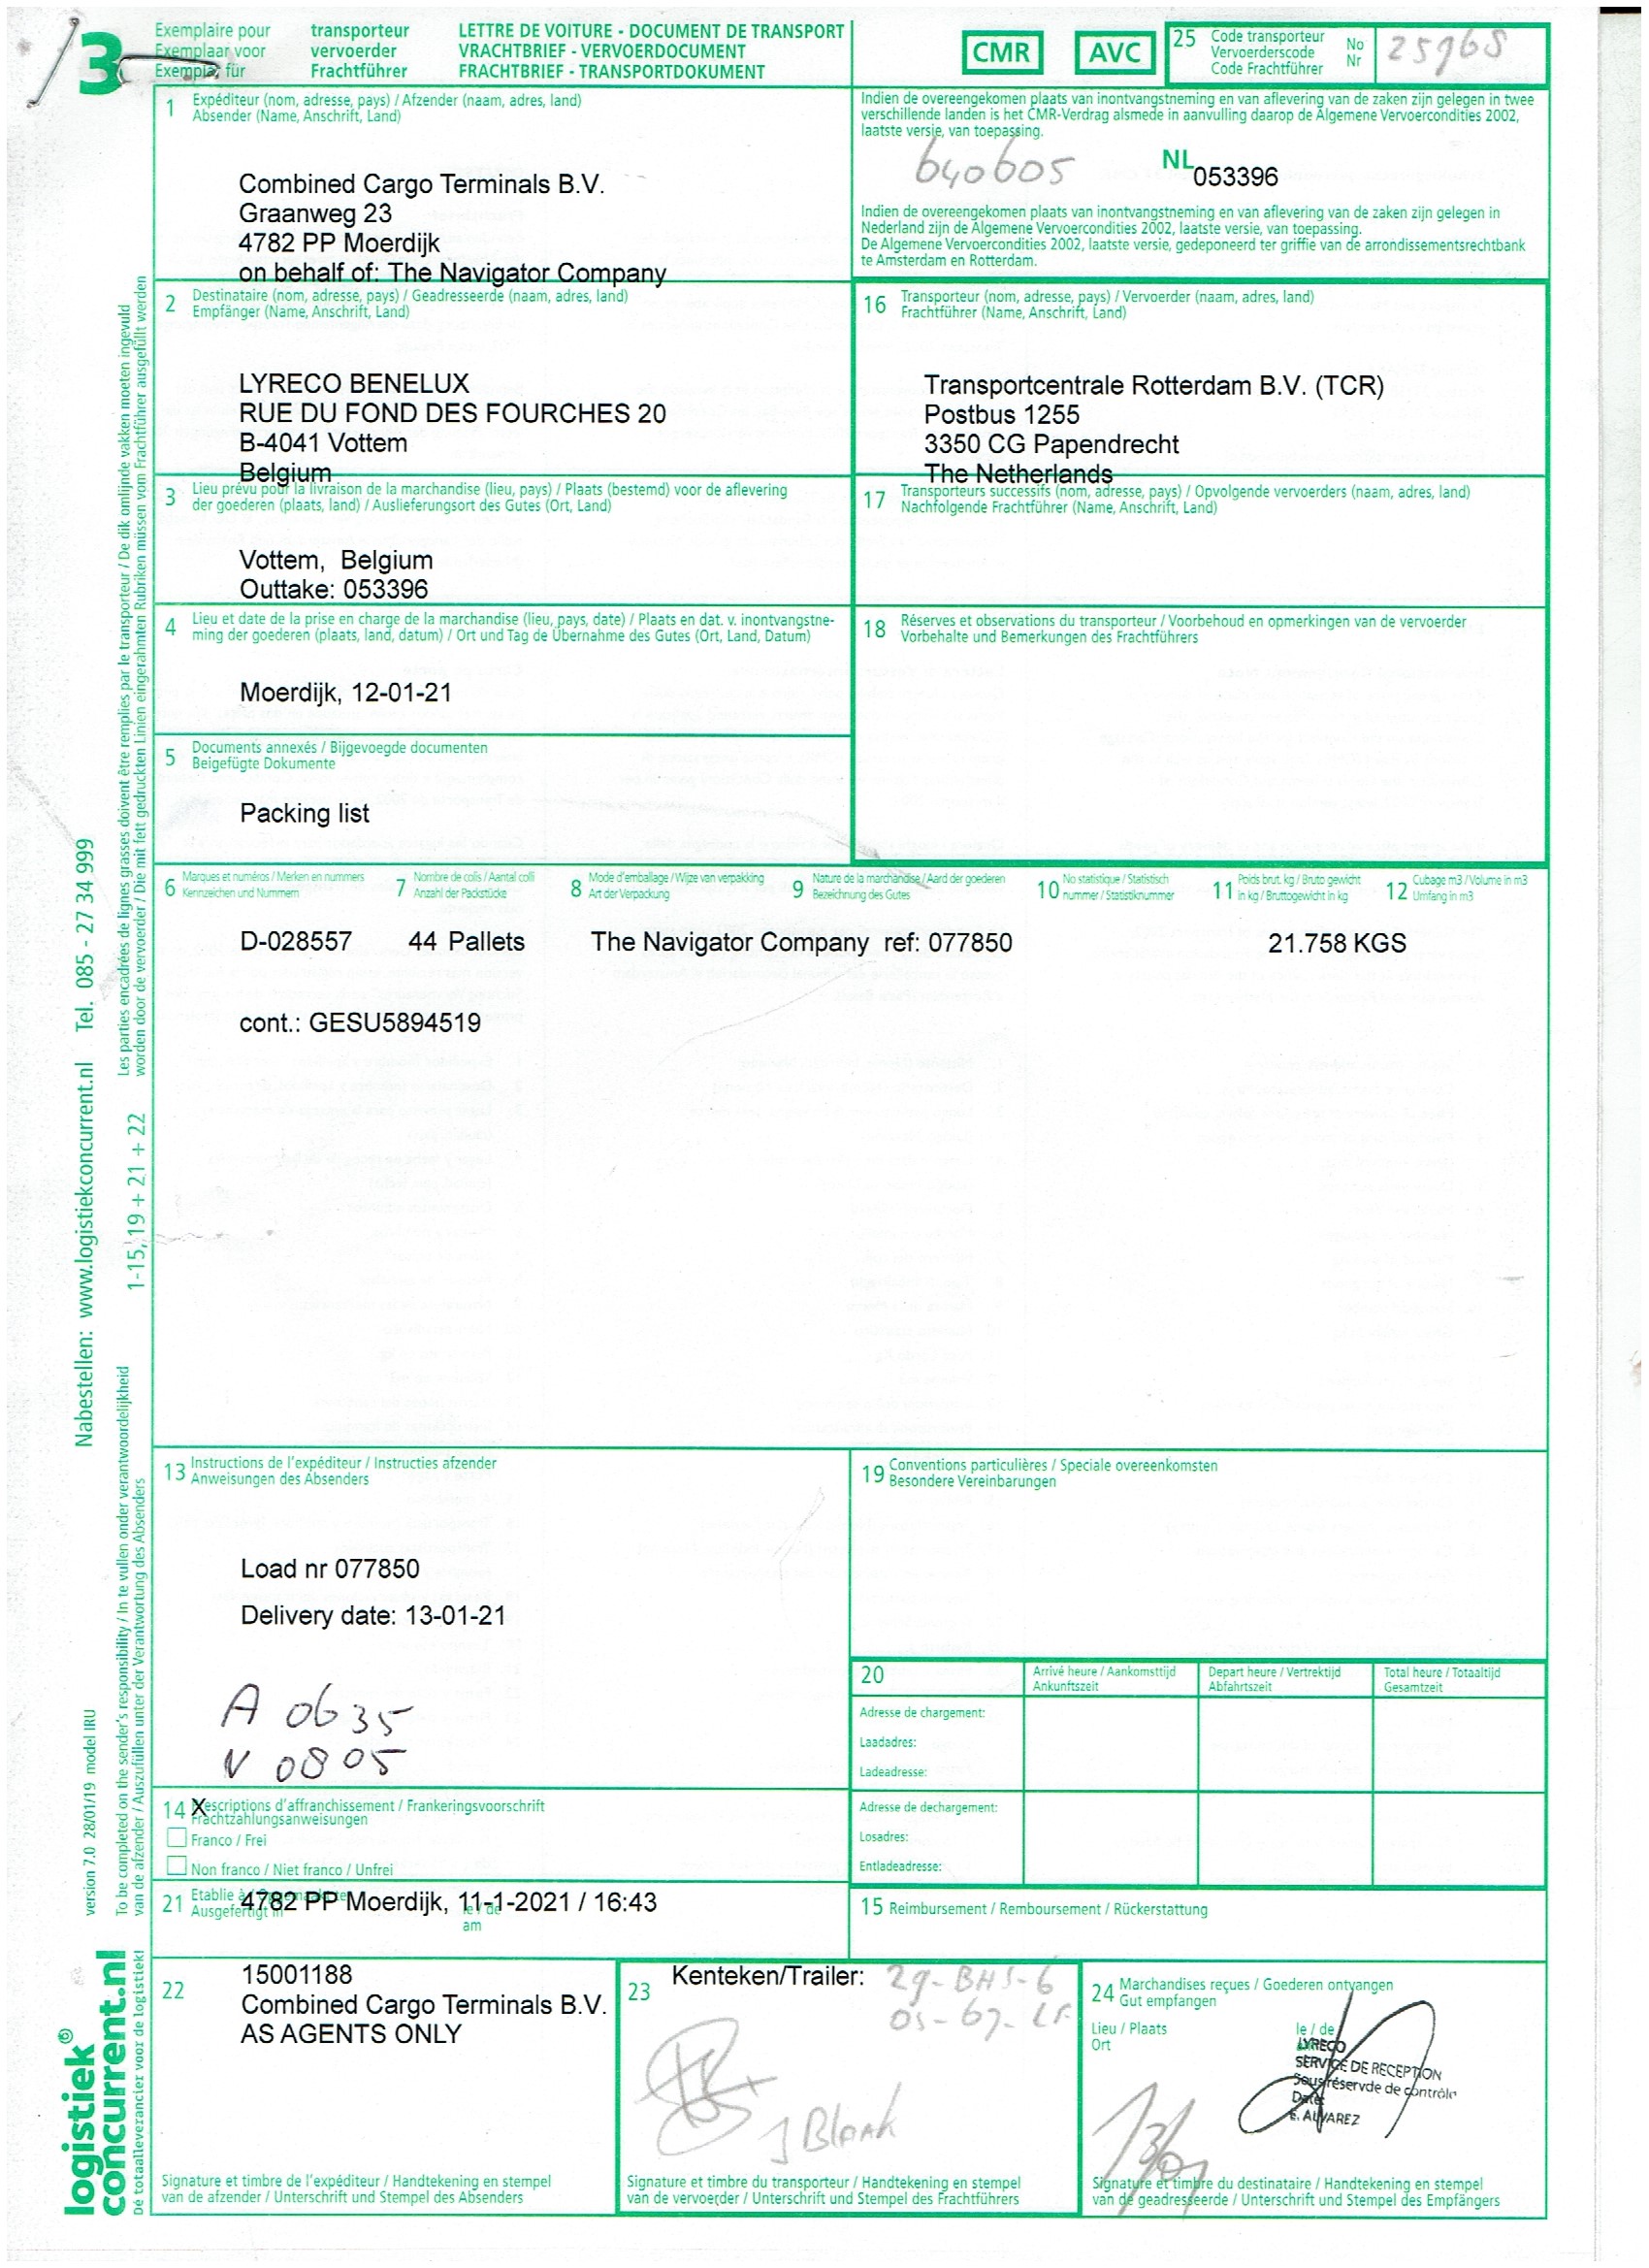 3
Exemplaire pour transporteur
Exemplaar voor vervoerder
Exemplar für Frachtführer
LETTRE DE VOITURE - DOCUMENT DE TRANSPORT
VRACHTBRIEF - VERVOERDOCUMENT
FRACHTBRIEF - TRANSPORTDOKUMENT
CMR
AVC
25 Code transporteur
Vervoerderscode
Code Frachtführer
No
Nr
25965
1 Expéditeur (nom, adresse, pays) / Afzender (naam, adres, land)
Absender (Name, Anschrift, Land)
Combined Cargo Terminals B.V.
Graanweg 23
4782 PP Moerdijk
on behalf of: The Navigator Company
Indien de overeengekomen plaats van inontvangstneming en van aflevering van de zaken zijn gelegen in twee
verschillende landen is het CMR-Verdrag alsmede in aanvulling daarop de Algemene Vervoercondities 2002,
laatste versie, van toepassing.
640605
NL 053396
Indien de overeengekomen plaats van inontvangstneming en van aflevering van de zaken zijn gelegen in
Nederland zijn de Algemene Vervoercondities 2002, laatste versie, van toepassing.
De Algemene Vervoercondities 2002, laatste versie, gedeponeerd ter griffie van de arrondissementsrechtbank
te Amsterdam en Rotterdam.
2 Destinataire (nom, adresse, pays) / Geadresseerde (naam, adres, land)
Empfänger (Name, Anschrift, Land)
LYRECO BENELUX
RUE DU FOND DES FOURCHES 20
B-4041 Vottem
Belgium
16 Transporteur (nom, adresse, pays) / Vervoerder (naam, adres, land)
Frachtführer (Name, Anschrift, Land)
Transportcentrale Rotterdam B.V. (TCR)
Postbus 1255
3350 CG Papendrecht
The Netherlands
3 Lieu prévu pour la livraison de la marchandise (lieu, pays) / Plaats (bestemd) voor de aflevering
der goederen (plaats, land) / Auslieferungsort des Gutes (Ort, Land)
Vottem, Belgium
Outtake: 053396
17 Transporteurs successifs (nom, adresse, pays) / Opvolgende vervoerders (naam, adres, land)
Nachfolgende Frachtführer (Name, Anschrift, Land)
4 Lieu et date de la prise en charge de la marchandise (lieu, pays, date) / Plaats en dat. v. inontvangstne-
ming der goederen (plaats, land, datum) / Ort und Tag de Übernahme des Gutes (Ort, Land, Datum)
Moerdijk, 12-01-21
18 Réserves et observations du transporteur / Voorbehoud en opmerkingen van de vervoerder
Vorbehalte und Bemerkungen des Frachtführers
5 Documents annexés / Bijgevoegde documenten
Beigefügte Dokumente
Packing list
6 Marques et numéros / Merken en nummers
Kennzeichen und Nummern
7 Nombre de colis / Aantal colli
Anzahl der Packstücke
8 Mode d'emballage / Wijze van verpakking
Art der Verpackung
9 Nature de la marchandise / Aard der goederen
Bezeichnung des Gutes
10 No statistique / Statistisch
nummer / Statistiknummer
11 Poids brut. kg / Bruto gewicht
in kg / Bruttogewicht in kg
12 Cubage m3 / Volume in m3
Umfang in m3
D-028557 44 Pallets The Navigator Company ref: 077850 21.758 KGS
cont.: GESU5894519
13 Instructions de l'expéditeur / Instructies afzender
Anweisungen des Absenders
Load nr 077850
Delivery date: 13-01-21
A 0635
V 0805
19 Conventions particulières / Speciale overeenkomsten
Besondere Vereinbarungen
20
Arrivé heure / Aankomsttijd
Ankunftszeit
Depart heure / Vertrektijd
Abfahrtszeit
Total heure / Totaaltijd
Gesamtzeit
Adresse de chargement:
Laadadres:
Ladeadresse:
Adresse de dechargement:
Losadres:
Entladeadresse:
14 Xescriptions d'affranchissement / Frankeringsvoorschrift
Frachtzahlungsanweisungen
Franco / Frei
Non franco / Niet franco / Unfrei
21 Etablie à / Opgemaakt te
Ausgefertigt in
le / de
am
4782 PP Moerdijk, 11-1-2021 / 16:43
15 Reimbursement / Remboursement / Rückerstattung
22
15001188
Combined Cargo Terminals B.V.
AS AGENTS ONLY
Signature et timbre de l'expéditeur / Handtekening en stempel
van de afzender / Unterschrift und Stempel des Absenders
23
Kenteken/Trailer: 29-BHS-6
J Blaak
Signature et timbre du transporteur / Handtekening en stempel
van de vervoerder / Unterschrift und Stempel des Frachtführers
24 Marchandises reçues / Goederen ontvangen
Gut empfangen
Lieu / Plaats
Ort
le / de
LYRECO
SERVICE DE RECEPTION
Sous réservde de contrôle
Date:
E. ALVAREZ
13/01
Signature et timbre du destinataire / Handtekening en stempel
van de geadresseerde / Unterschrift und Stempel des Empfängers
Les parties encadrées de lignes grasses doivent être remplies par le transporteur / De dik omlijnde vakken moeten ingevuld
worden door de vervoerder / Die mit fett gedruckten Linien eingerahmten Rubriken müssen vom Frachtführer ausgefüllt werden
Nabestellen: www.logistiekconcurrent.nl Tel. 085 - 27 34 999
1-15, 19 + 21 + 22
To be completed on the sender's responsibility / In te vullen onder verantwoordelijkheid
van de afzender / Auszufüllen unter der Verantwortung des Absenders
version 7.0 28/01/19 model IRU
logistiek
concurrent.nl
Dé totaalleverancier voor de logistiek!